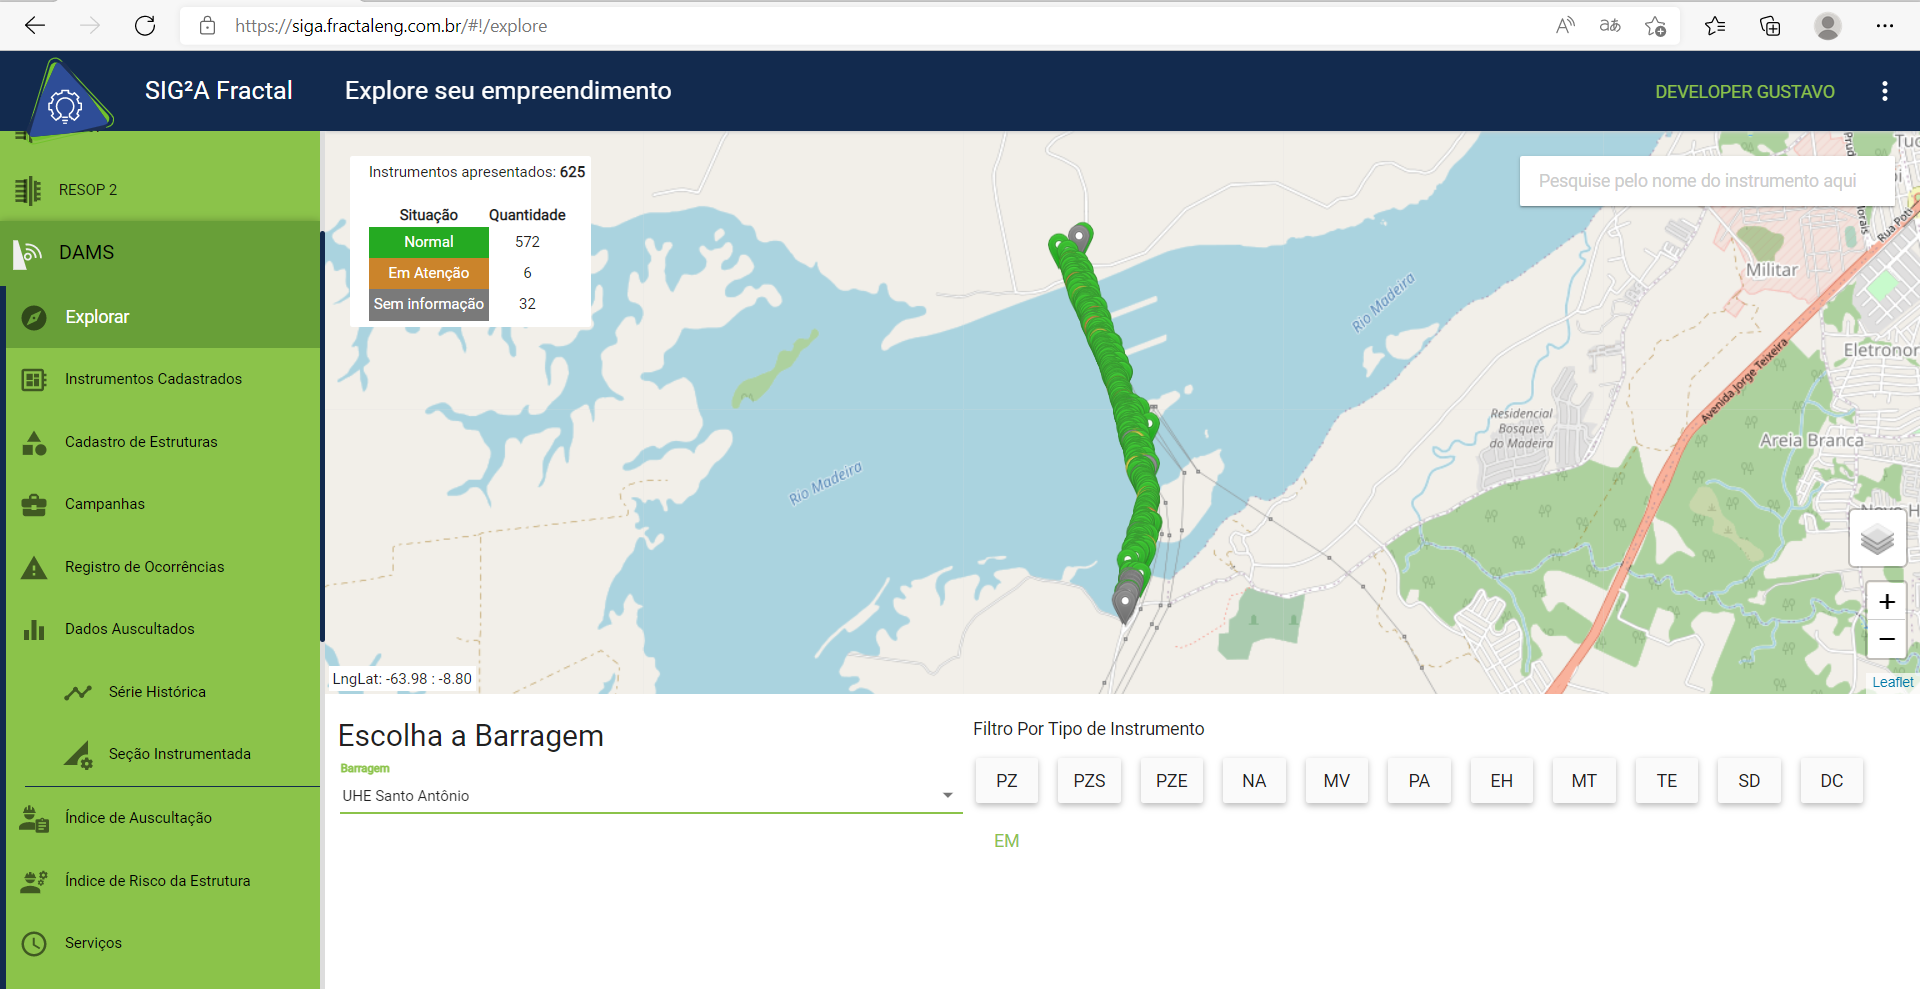 https://siga.fractaleng.com.br/#!/explore
SIG²A Fractal
Explore seu empreendimento
DEVELOPER GUSTAVO
RESOP 2
DAMS
Explorar
Instrumentos Cadastrados
Cadastro de Estruturas
Campanhas
Registro de Ocorrências
Dados Auscultados
Série Histórica
Seção Instrumentada
Índice de Auscultação
Índice de Risco da Estrutura
Serviços
Instrumentos apresentados: 625
Situação Quantidade
Normal 572
Em Atenção 6
Sem informação 32
Pesquise pelo nome do instrumento aqui
Rua Poti
Militar
Rio Madeira
Eletronor
Avenida Jorge Teixeira
Residencial
Bosques
do Madeira
Areia Branca
Rio Madeira
+
−
LngLat: -63.98 : -8.80
Leaflet
Escolha a Barragem
Barragem
UHE Santo Antônio
Filtro Por Tipo de Instrumento
PZ PZS PZE NA MV PA EH MT TE SD DC
EM